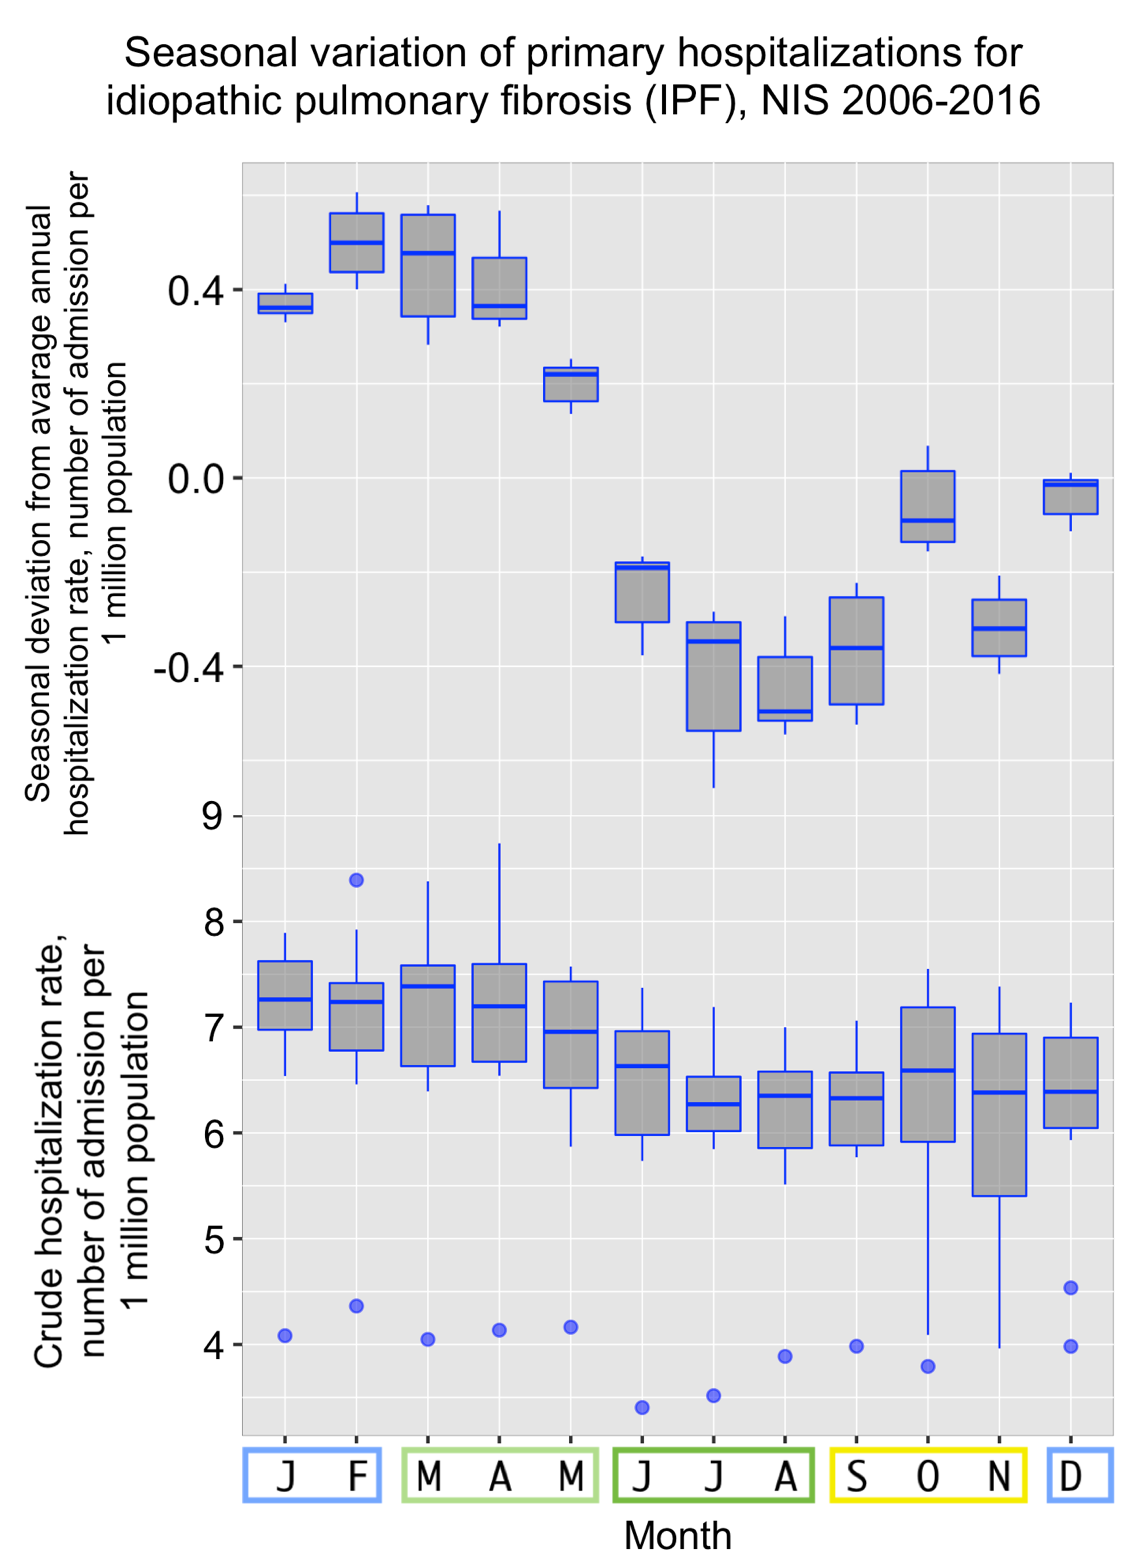 Seasonal variation of primary hospitalizations for
idiopathic pulmonary fibrosis (IPF), NIS 2006-2016
Seasonal deviation from avarage annual
hospitalization rate, number of admission per
1 million population
0.4
0.0
-0.4
Crude hospitalization rate,
number of admission per
1 million population
9
8
7
6
5
4
J F M A M J J A S O N D
Month